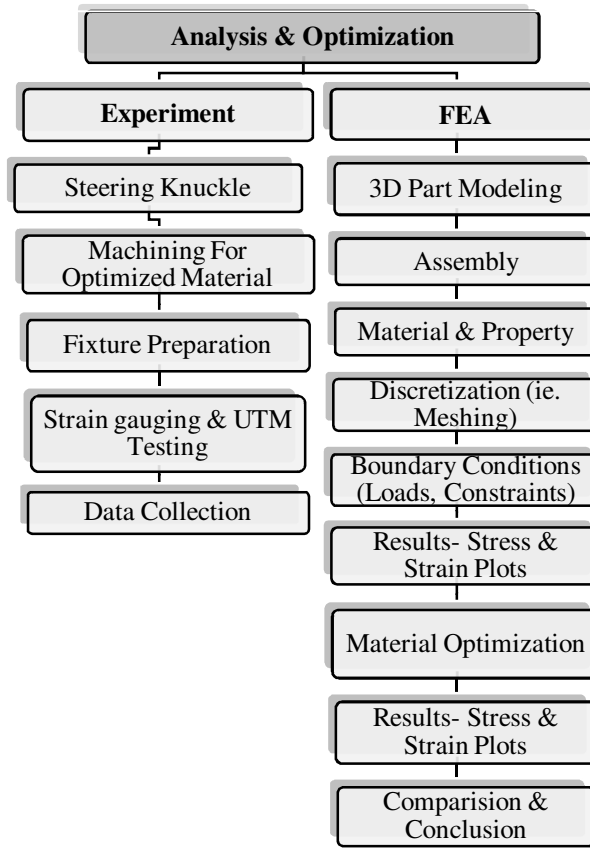 Analysis & Optimization
Experiment
Steering Knuckle
Machining For
Optimized Material
Fixture Preparation
Strain gauging & UTM
Testing
Data Collection
FEA
3D Part Modeling
Assembly
Material & Property
Discretization (ie.
Meshing)
Boundary Conditions
(Loads, Constraints)
Results- Stress &
Strain Plots
Material Optimization
Results- Stress &
Strain Plots
Comparision &
Conclusion